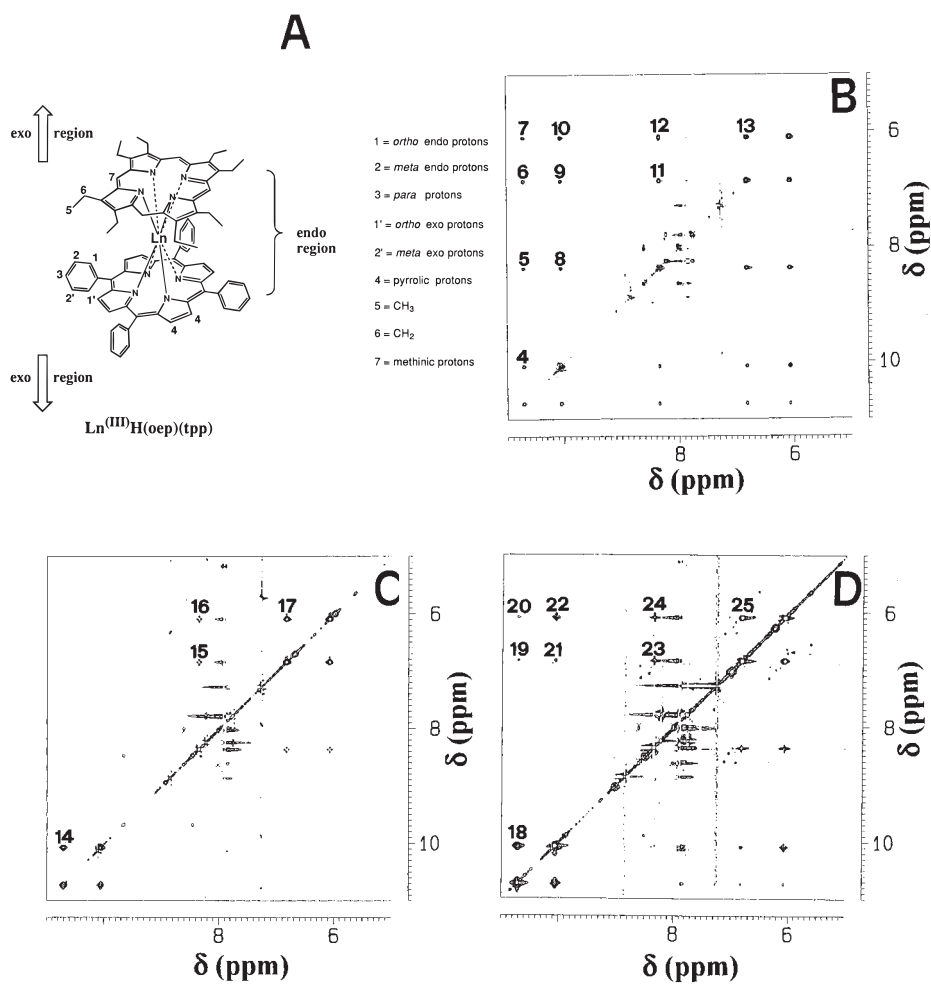 A
exo region
7
6
5
N N N N
Ln
2 1
3
2'
1'
N N N N
4 4
endo
region
exo region
Ln(III)H(oep)(tpp)
1 = ortho endo protons
2 = meta endo protons
3 = para protons
1' = ortho exo protons
2' = meta exo protons
4 = pyrrolic protons
5 = CH3
6 = CH2
7 = methinic protons
B
7 10 12 13
6 9 11
5 8
4
6
8
10
δ (ppm)
8 6
δ (ppm)
C
16 17
15
14
6
8
10
δ (ppm)
8 6
δ (ppm)
D
20 22 24 25
19 21 23
18
6
8
10
δ (ppm)
8 6
δ (ppm)